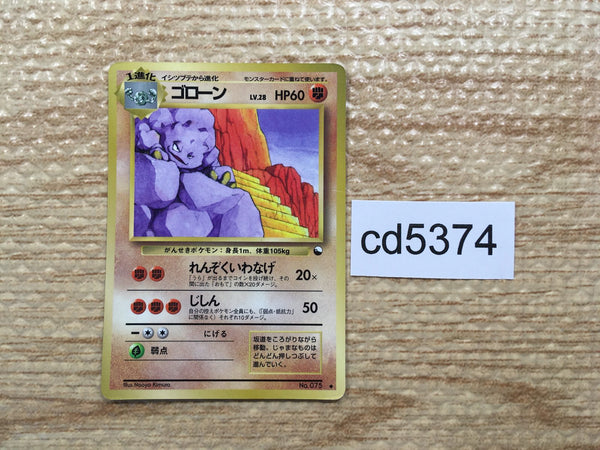 1進化 イシツブテから進化 モンスターカードに重ねて使います。
ゴローン LV.28 HP60
がんせきポケモン：身長1m、体重105kg
れんぞくいわなげ 20×
「うら」が出るまでコインを投げ続け、その
間に出た「おもて」の数×20ダメージ。
じしん 50
自分の控えポケモン全員にも、（「弱点・抵抗力」
に関係なく）それぞれ10ダメージ。
にげる
弱点
坂道をころがりながら
移動。じゃまなものは
どんどん押しつぶして
進んでいく。
Illus.Naoyo Kimura
No.075
cd5374